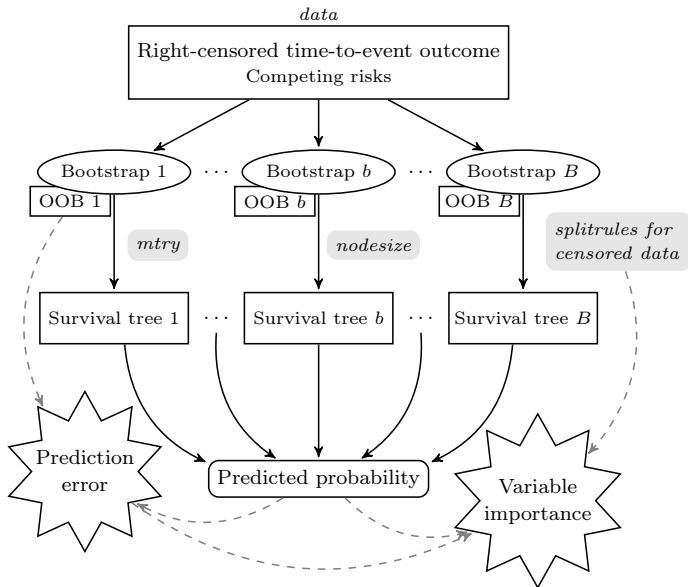 data
Right-censored time-to-event outcome
Competing risks
Bootstrap 1 ··· Bootstrap b ··· Bootstrap B
OOB 1 OOB b OOB B
mtry nodesize splitrules for
censored data
Survival tree 1 ··· Survival tree b ··· Survival tree B
Prediction
error
Predicted probability
Variable
importance